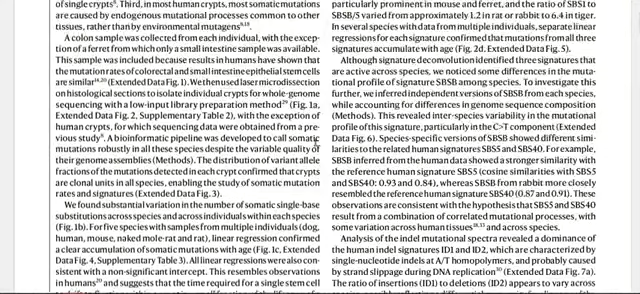 of single crypts⁶. Third, in most human crypts, most somatic mutations
are caused by endogenous mutational processes common to other
tissues, rather than by environmental mutagens
A colon sample was collected from each individual, with the excep-
tion of a ferret from which only a small intestine sample was available.
This sample was included because results in humans have shown that
the mutation rates of colorectal and small intestine epithelial stem cells
are similar (Extended Data Fig. 1). We then used laser microdissection
on histological sections to isolate individual crypts for whole-genome
sequencing with a low-input library preparation method (Fig. 1a,
Extended Data Fig. 2, Supplementary Table 2), with the exception of
human crypts, for which sequencing data were obtained from a pre-
vious study⁶. A bioinformatic pipeline was developed to call somatic
mutations robustly in all these species despite the variable quality of
their genome assemblies (Methods). The distribution of variant allele
fractions of the mutations detected in each crypt confirmed that crypts
are clonal units in all species, enabling the study of somatic mutation
rates and signatures (Extended Data Fig. 3).
We found substantial variation in the number of somatic single-base
substitutions across species and across individuals within each species
(Fig. 1b). For five species with samples from multiple individuals (dog,
human, mouse, naked mole-rat and rat), linear regression confirmed
a clear accumulation of somatic mutations with age (Fig. 1c, Extended
Data Fig. 4, Supplementary Table 3). All linear regressions were also con-
sistent with a non-significant intercept. This resembles observations
in humans and suggests that the time required for a single stem cell
particularly prominent in mouse and ferret, and the ratio of SBS1 to
SBSB/5 varied from approximately 1.2 in rat or rabbit to 6.4 in tiger.
In several species with data from multiple individuals, separate linear
regressions for each signature confirmed that mutations from all three
signatures accumulate with age (Fig. 2d, Extended Data Fig. 5).
Although signature deconvolution identified three signatures that
are active across species, we noticed some differences in the muta-
tional profile of signature SBSB among species. To investigate this
further, we inferred independent versions of SBSB from each species,
while accounting for differences in genome sequence composition
(Methods). This revealed inter-species variability in the mutational
profile of this signature, particularly in the C>T component (Extended
Data Fig. 6). Species-specific versions of SBSB showed different simi-
larities to the related human signatures SBS5 and SBS40. For example,
SBSB inferred from the human data showed a stronger similarity with
the reference human signature SBS5 (cosine similarities with SBS5
and SBS40: 0.93 and 0.84), whereas SBSB from rabbit more closely
resembled the reference human signature SBS40 (0.87 and 0.91). These
observations are consistent with the hypothesis that SBS5 and SBS40
result from a combination of correlated mutational processes, with
some variation across human tissues and across species.
Analysis of the indel mutational spectra revealed a dominance of
the human indel signatures ID1 and ID2, which are characterized by
single-nucleotide indels at A/T homopolymers, and probably caused
by strand slippage during DNA replication (Extended Data Fig. 7a).
The ratio of insertions (ID1) to deletions (ID2) appears to vary across